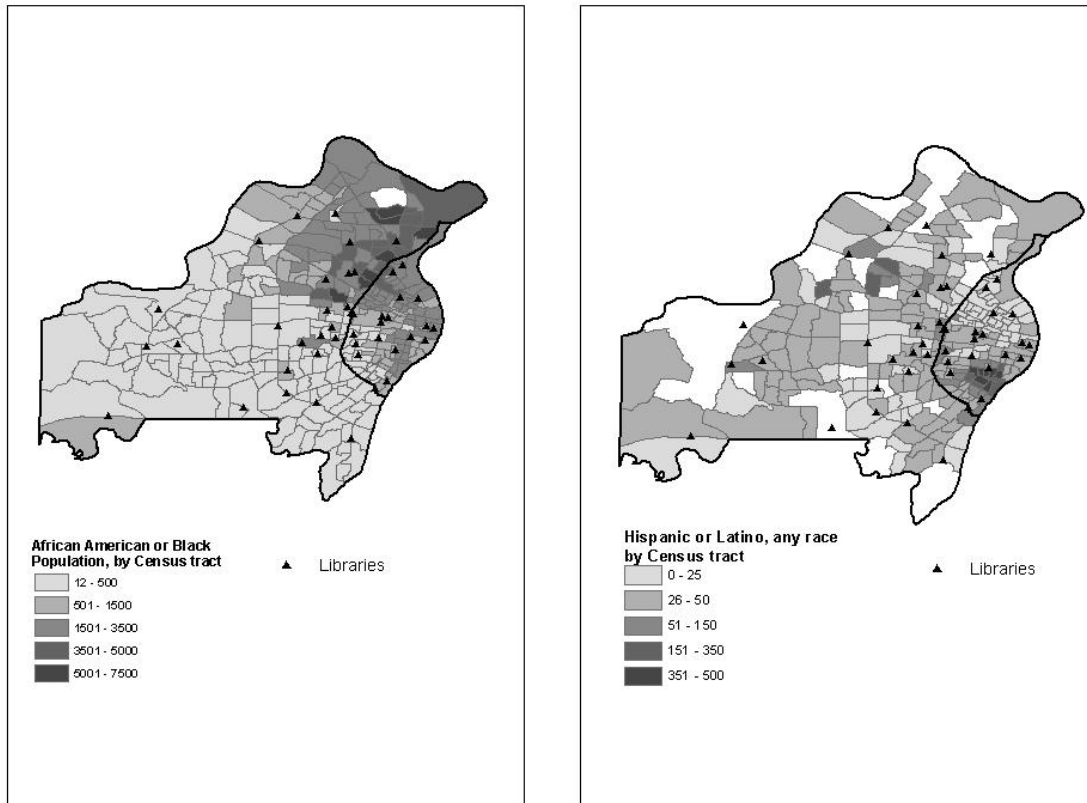 African American or Black
Population, by Census tract
12 - 500
501 - 1500
1501 - 3500
3501 - 5000
5001 - 7500
Libraries
Hispanic or Latino, any race
by Census tract
0 - 25
26 - 50
51 - 150
151 - 350
351 - 500
Libraries